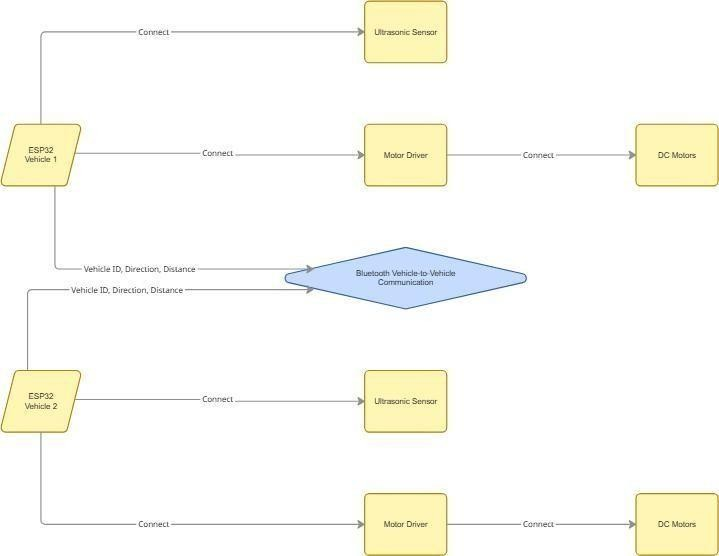 Connect
Ultrasonic Sensor
ESP32
Vehicle 1
Connect
Motor Driver
Connect
DC Motors
Vehicle ID, Direction, Distance
Bluetooth Vehicle-to-Vehicle
Communication
Vehicle ID, Direction, Distance
ESP32
Vehicle 2
Connect
Ultrasonic Sensor
Connect
Motor Driver
Connect
DC Motors